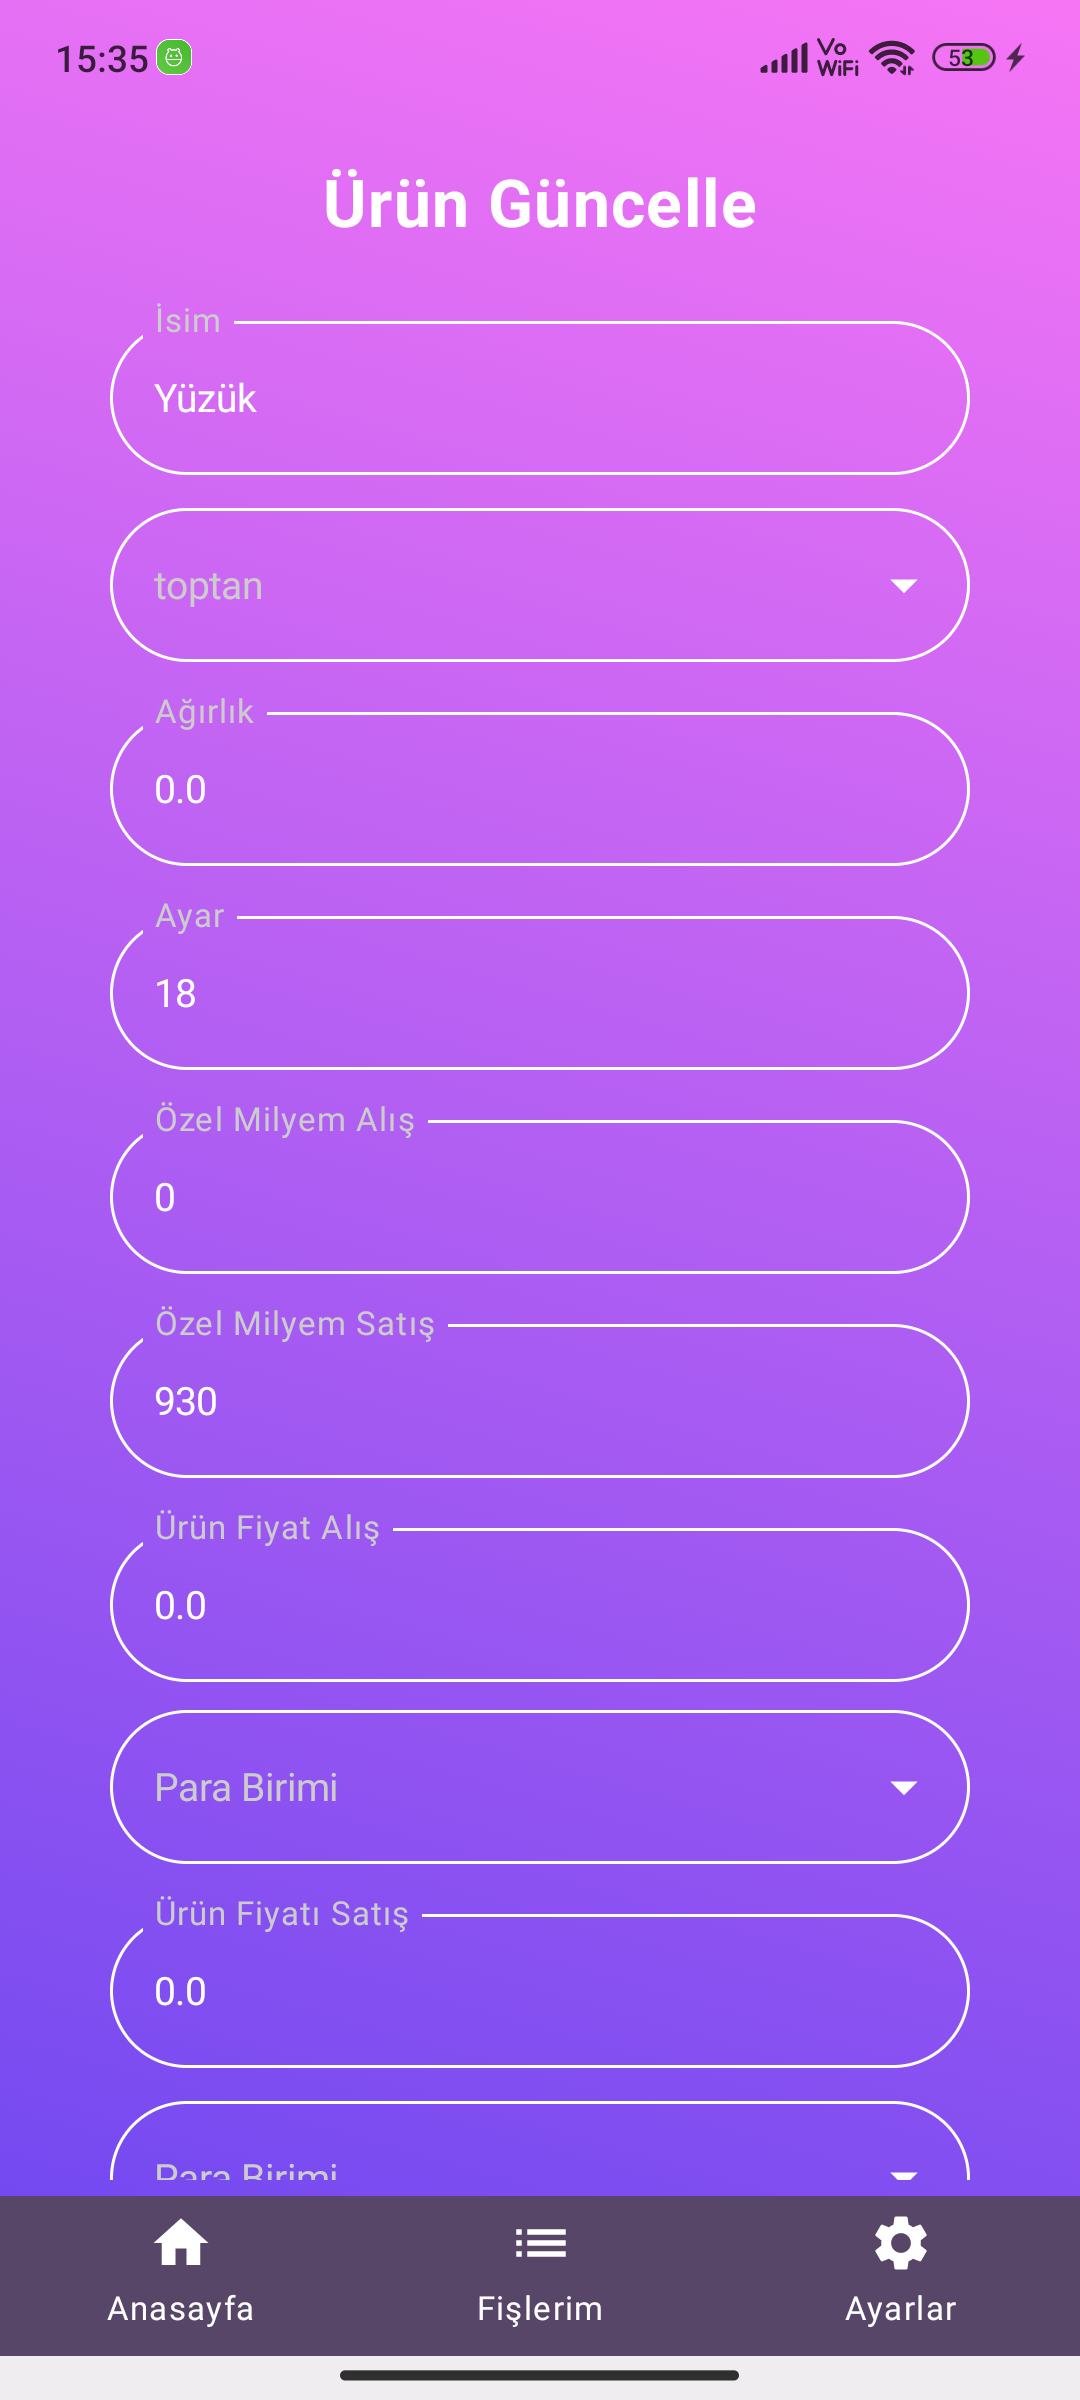 15:35
Vo WiFi
53
Ürün Güncelle
İsim
Yüzük
toptan
Ağırlık
0.0
Ayar
18
Özel Milyem Alış
0
Özel Milyem Satış
930
Ürün Fiyat Alış
0.0
Para Birimi
Ürün Fiyatı Satış
0.0
Para Birimi
Anasayfa
Fişlerim
Ayarlar